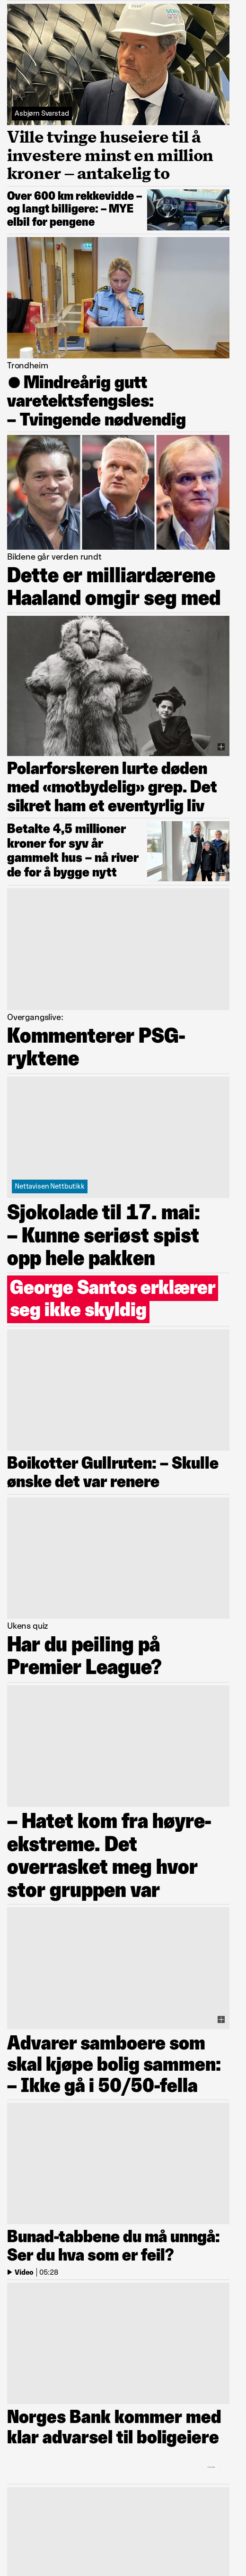 Asbjørn Svarstad
Ville tvinge huseiere til å
investere minst en million
kroner – antakelig to
Over 600 km rekkevidde –
og langt billigere: – MYE
elbil for pengene
Trondheim
● Mindreårig gutt
varetektsfengsles:
– Tvingende nødvendig
Bildene går verden rundt
Dette er milliardærene
Haaland omgir seg med
Polarforskeren lurte døden
med «motbydelig» grep. Det
sikret ham et eventyrlig liv
Betalte 4,5 millioner
kroner for syv år
gammelt hus – nå river
de for å bygge nytt
Overgangslive:
Kommenterer PSG-
ryktene
Nettavisen Nettbutikk
Sjokolade til 17. mai:
– Kunne seriøst spist
opp hele pakken
George Santos erklærer
seg ikke skyldig
Boikotter Gullruten: – Skulle
ønske det var renere
Ukens quiz
Har du peiling på
Premier League?
– Hatet kom fra høyre-
ekstreme. Det
overrasket meg hvor
stor gruppen var
Advarer samboere som
skal kjøpe bolig sammen:
– Ikke gå i 50/50-fella
Bunad-tabbene du må unngå:
Ser du hva som er feil?
Video | 05:28
Norges Bank kommer med
klar advarsel til boligeiere